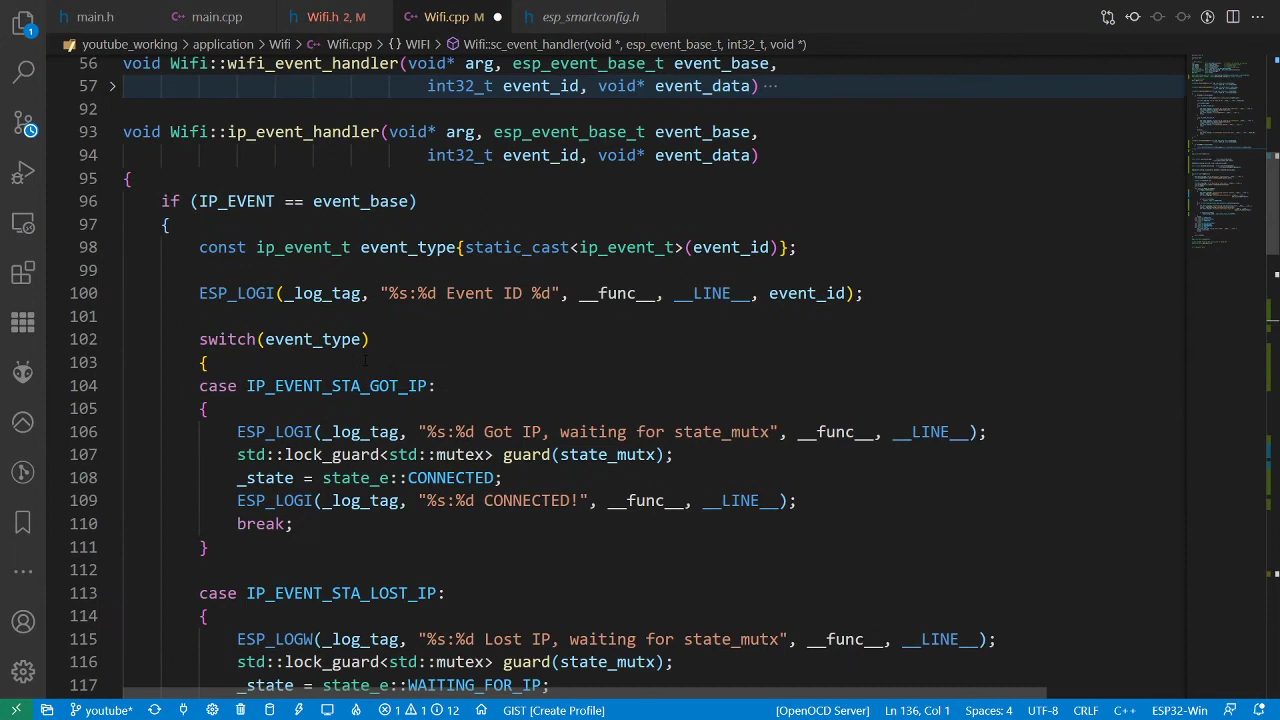 main.h
main.cpp
Wifi.h 2, M
Wifi.cpp M
esp_smartconfig.h
youtube_working > application > Wifi > Wifi.cpp > {} WIFI > Wifi::sc_event_handler(void *, esp_event_base_t, int32_t, void *)
56 void Wifi::wifi_event_handler(void* arg, esp_event_base_t event_base,
57 int32_t event_id, void* event_data) ...
92
93 void Wifi::ip_event_handler(void* arg, esp_event_base_t event_base,
94 int32_t event_id, void* event_data)
95 {
96 if (IP_EVENT == event_base)
97 {
98 const ip_event_t event_type{static_cast<ip_event_t>(event_id)};
99
100 ESP_LOGI(_log_tag, "%s:%d Event ID %d", __func__, __LINE__, event_id);
101
102 switch(event_type)
103 {
104 case IP_EVENT_STA_GOT_IP:
105 {
106 ESP_LOGI(_log_tag, "%s:%d Got IP, waiting for state_mutx", __func__, __LINE__);
107 std::lock_guard<std::mutex> guard(state_mutx);
108 _state = state_e::CONNECTED;
109 ESP_LOGI(_log_tag, "%s:%d CONNECTED!", __func__, __LINE__);
110 break;
111 }
112
113 case IP_EVENT_STA_LOST_IP:
114 {
115 ESP_LOGW(_log_tag, "%s:%d Lost IP, waiting for state_mutx", __func__, __LINE__);
116 std::lock_guard<std::mutex> guard(state_mutx);
117 _state = state_e::WAITING_FOR_IP;
youtube* 1 1 12 GIST [Create Profile] [OpenOCD Server] Ln 136, Col 1 Spaces: 4 UTF-8 CRLF C++ ESP32-Win